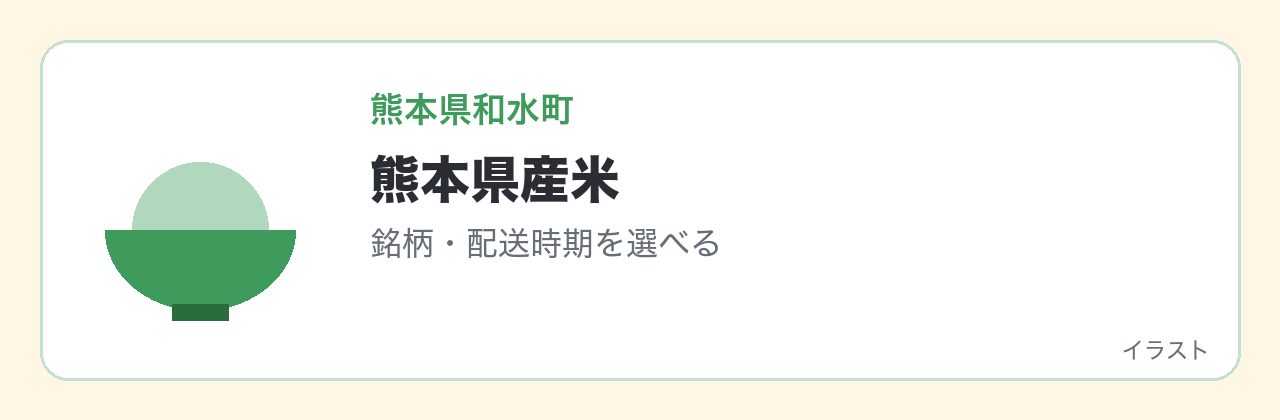 熊本県和水町
熊本県産米
銘柄・配送時期を選べる
イラスト